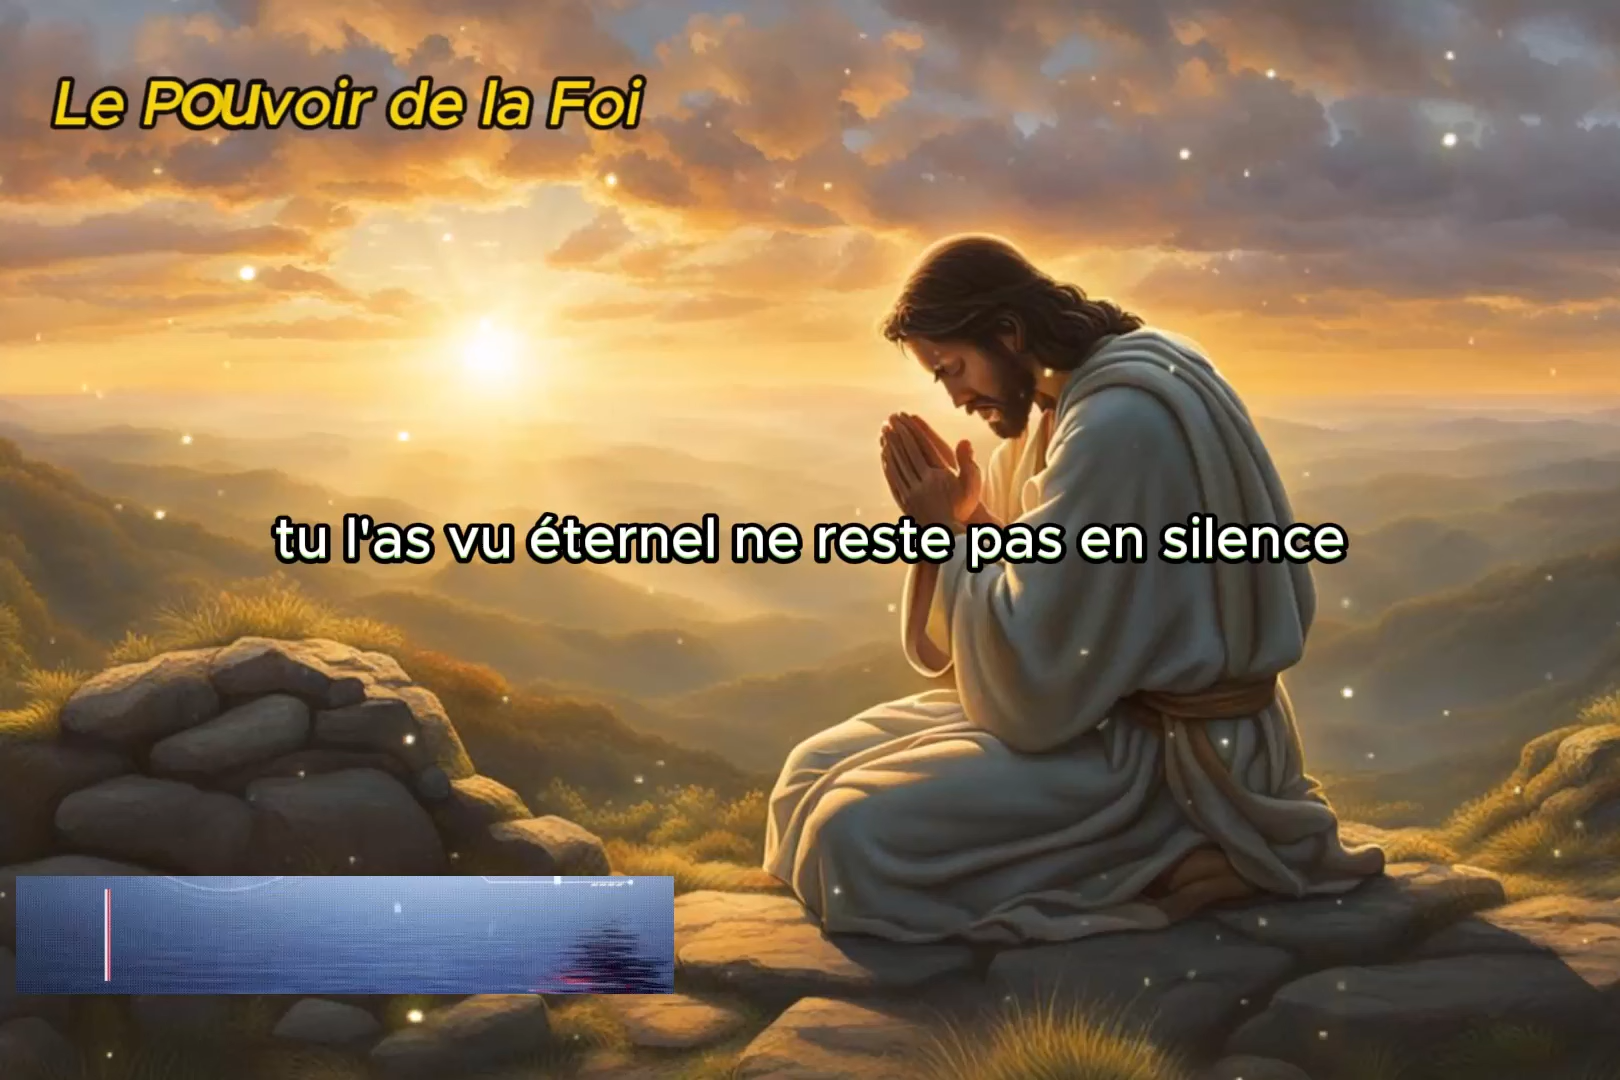 Le POUvoir de la Foi
tu l'as vu éternel ne reste pas en silence